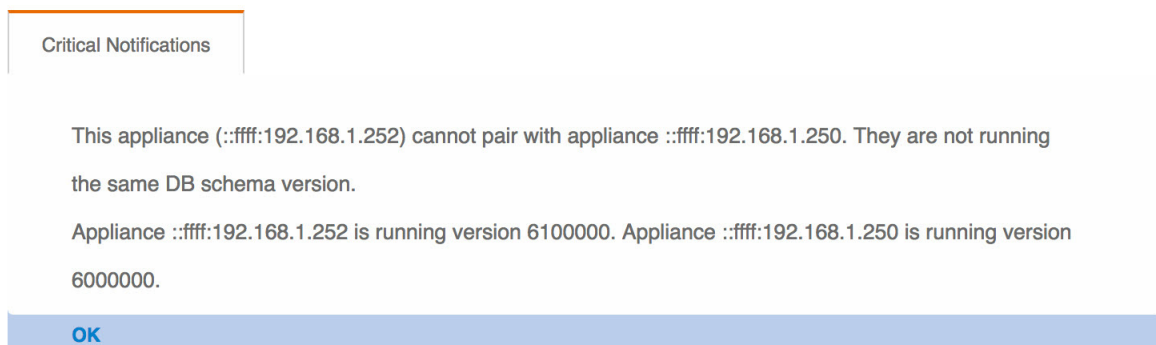 Critical Notifications
This appliance (::ffff:192.168.1.252) cannot pair with appliance ::ffff:192.168.1.250. They are not running
the same DB schema version.
Appliance ::ffff:192.168.1.252 is running version 6100000. Appliance ::ffff:192.168.1.250 is running version
6000000.
OK